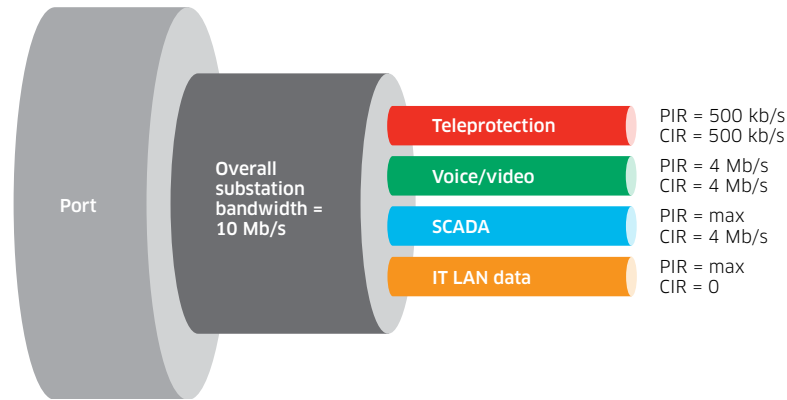 Port
Overall
substation
bandwidth =
10 Mb/s
Teleprotection
PIR = 500 kb/s
CIR = 500 kb/s
Voice/video
PIR = 4 Mb/s
CIR = 4 Mb/s
SCADA
PIR = max
CIR = 4 Mb/s
IT LAN data
PIR = max
CIR = 0